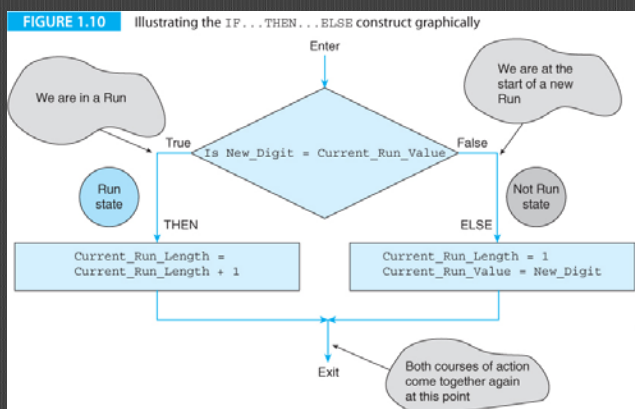 FIGURE 1.10 Illustrating the IF...THEN...ELSE construct graphically
Enter
We are in a Run
We are at the
start of a new
Run
True
Is New_Digit = Current_Run_Value
False
Run
state
Not Run
state
THEN
ELSE
Current_Run_Length =
Current_Run_Length + 1
Current_Run_Length = 1
Current_Run_Value = New_Digit
Exit
Both courses of action
come together again
at this point